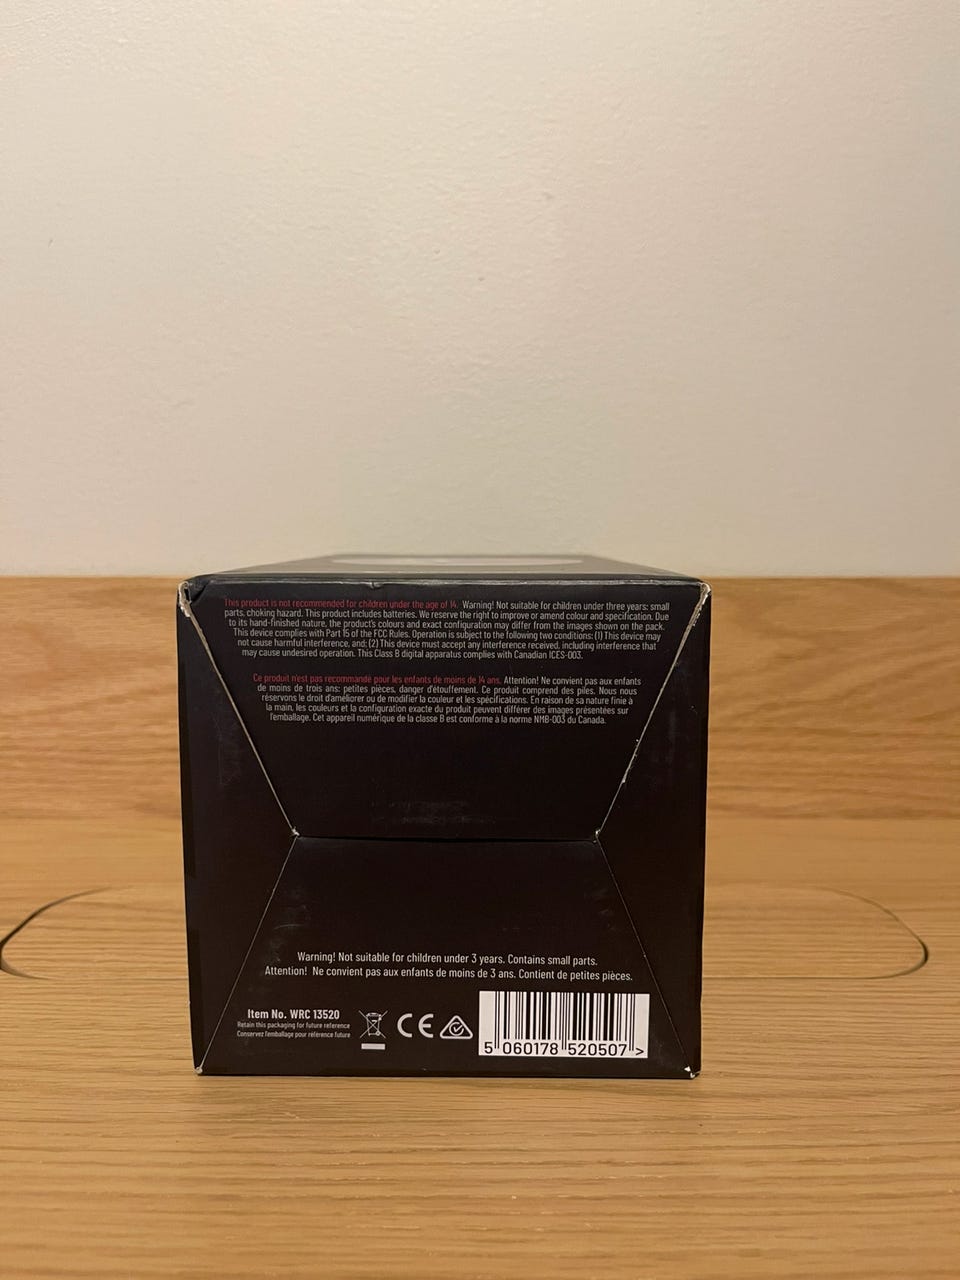 This product is not recommended for children under the age of 14. Warning! Not suitable for children under three years: small
parts, choking hazard. This product includes batteries. We reserve the right to improve or amend colour and specification. Due
to its hand-finished nature, the product's colours and exact configuration may differ from the images shown on the pack.
This device complies with Part 15 of the FCC Rules. Operation is subject to the following two conditions: (1) This device may
not cause harmful interference, and; (2) This device must accept any interference received, including interference that
may cause undesired operation. This Class B digital apparatus complies with Canadian ICES-003.
Ce produit n'est pas recommandé pour les enfants de moins de 14 ans. Attention! Ne convient pas aux enfants
de moins de trois ans: petites pièces, danger d'étouffement. Ce produit comprend des piles. Nous nous
réservons le droit d'améliorer ou de modifier la couleur et les spécifications. En raison de sa nature finie à
la main, les couleurs et la configuration exacte du produit peuvent différer des images présentées sur
l'emballage. Cet appareil numérique de la classe B est conforme à la norme NMB-003 du Canada.
Warning! Not suitable for children under 3 years. Contains small parts.
Attention! Ne convient pas aux enfants de moins de 3 ans. Contient de petites pièces.
Item No. WRC 13520
Retain this packaging for future reference
Conservez l'emballage pour référence future
CE
5 060178 520507 >